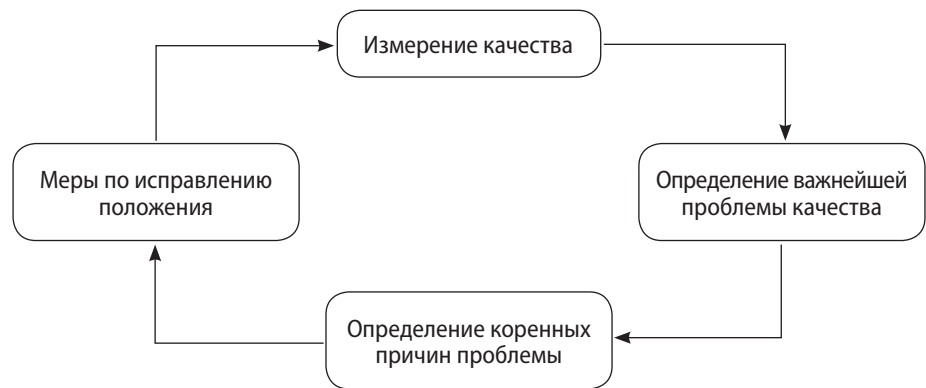 Измерение качества
Определение важнейшей
проблемы качества
Определение коренных
причин проблемы
Меры по исправлению
положения